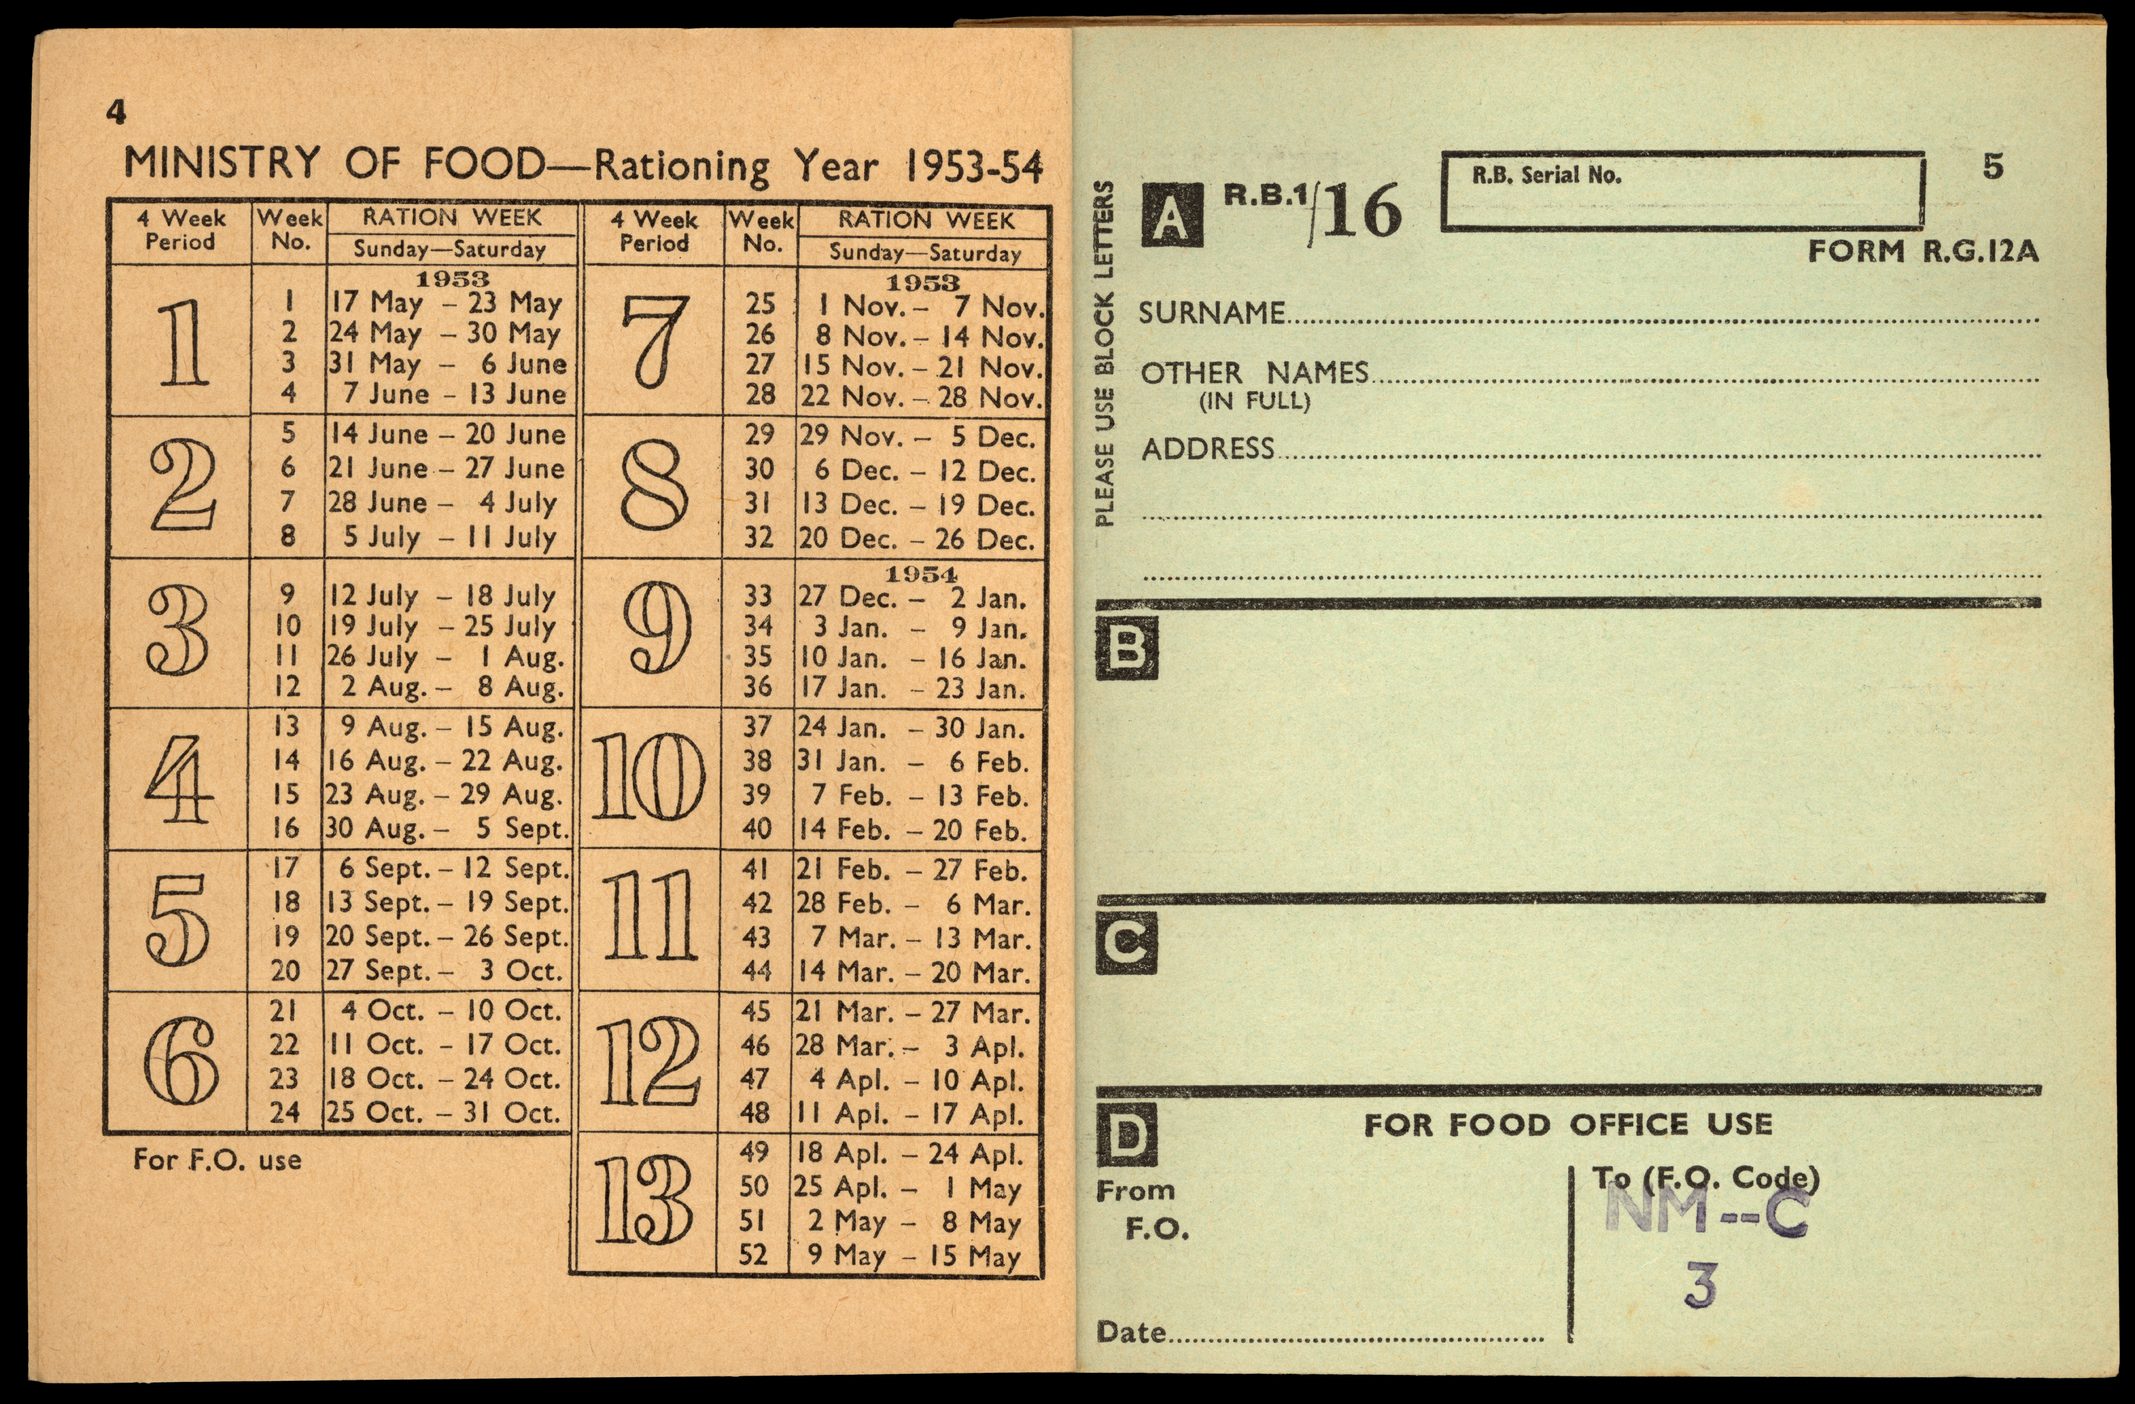 4
MINISTRY OF FOOD—Rationing Year 1953-54
4 Week Period Week No. RATION WEEK Sunday—Saturday
1953
1
1 17 May – 23 May
2 24 May – 30 May
3 31 May – 6 June
4 7 June – 13 June
2
5 14 June – 20 June
6 21 June – 27 June
7 28 June – 4 July
8 5 July – 11 July
3
9 12 July – 18 July
10 19 July – 25 July
11 26 July – 1 Aug.
12 2 Aug. – 8 Aug.
4
13 9 Aug. – 15 Aug.
14 16 Aug. – 22 Aug.
15 23 Aug. – 29 Aug.
16 30 Aug. – 5 Sept.
5
17 6 Sept. – 12 Sept.
18 13 Sept. – 19 Sept.
19 20 Sept. – 26 Sept.
20 27 Sept. – 3 Oct.
6
21 4 Oct. – 10 Oct.
22 11 Oct. – 17 Oct.
23 18 Oct. – 24 Oct.
24 25 Oct. – 31 Oct.
For F.O. use
4 Week Period Week No. RATION WEEK Sunday—Saturday
1953
7
25 1 Nov. – 7 Nov.
26 8 Nov. – 14 Nov.
27 15 Nov. – 21 Nov.
28 22 Nov. – 28 Nov.
8
29 29 Nov. – 5 Dec.
30 6 Dec. – 12 Dec.
31 13 Dec. – 19 Dec.
32 20 Dec. – 26 Dec.
1954
9
33 27 Dec. – 2 Jan.
34 3 Jan. – 9 Jan.
35 10 Jan. – 16 Jan.
36 17 Jan. – 23 Jan.
10
37 24 Jan. – 30 Jan.
38 31 Jan. – 6 Feb.
39 7 Feb. – 13 Feb.
40 14 Feb. – 20 Feb.
11
41 21 Feb. – 27 Feb.
42 28 Feb. – 6 Mar.
43 7 Mar. – 13 Mar.
44 14 Mar. – 20 Mar.
12
45 21 Mar. – 27 Mar.
46 28 Mar. – 3 Apl.
47 4 Apl. – 10 Apl.
48 11 Apl. – 17 Apl.
13
49 18 Apl. – 24 Apl.
50 25 Apl. – 1 May
51 2 May – 8 May
52 9 May – 15 May
5
PLEASE USE BLOCK LETTERS
A R.B.1/16 R.B. Serial No.
FORM R.G.12A
SURNAME
OTHER NAMES
(IN FULL)
ADDRESS
B
C
D FOR FOOD OFFICE USE
From
F.O.
To (F.O. Code)
NM--C
3
Date